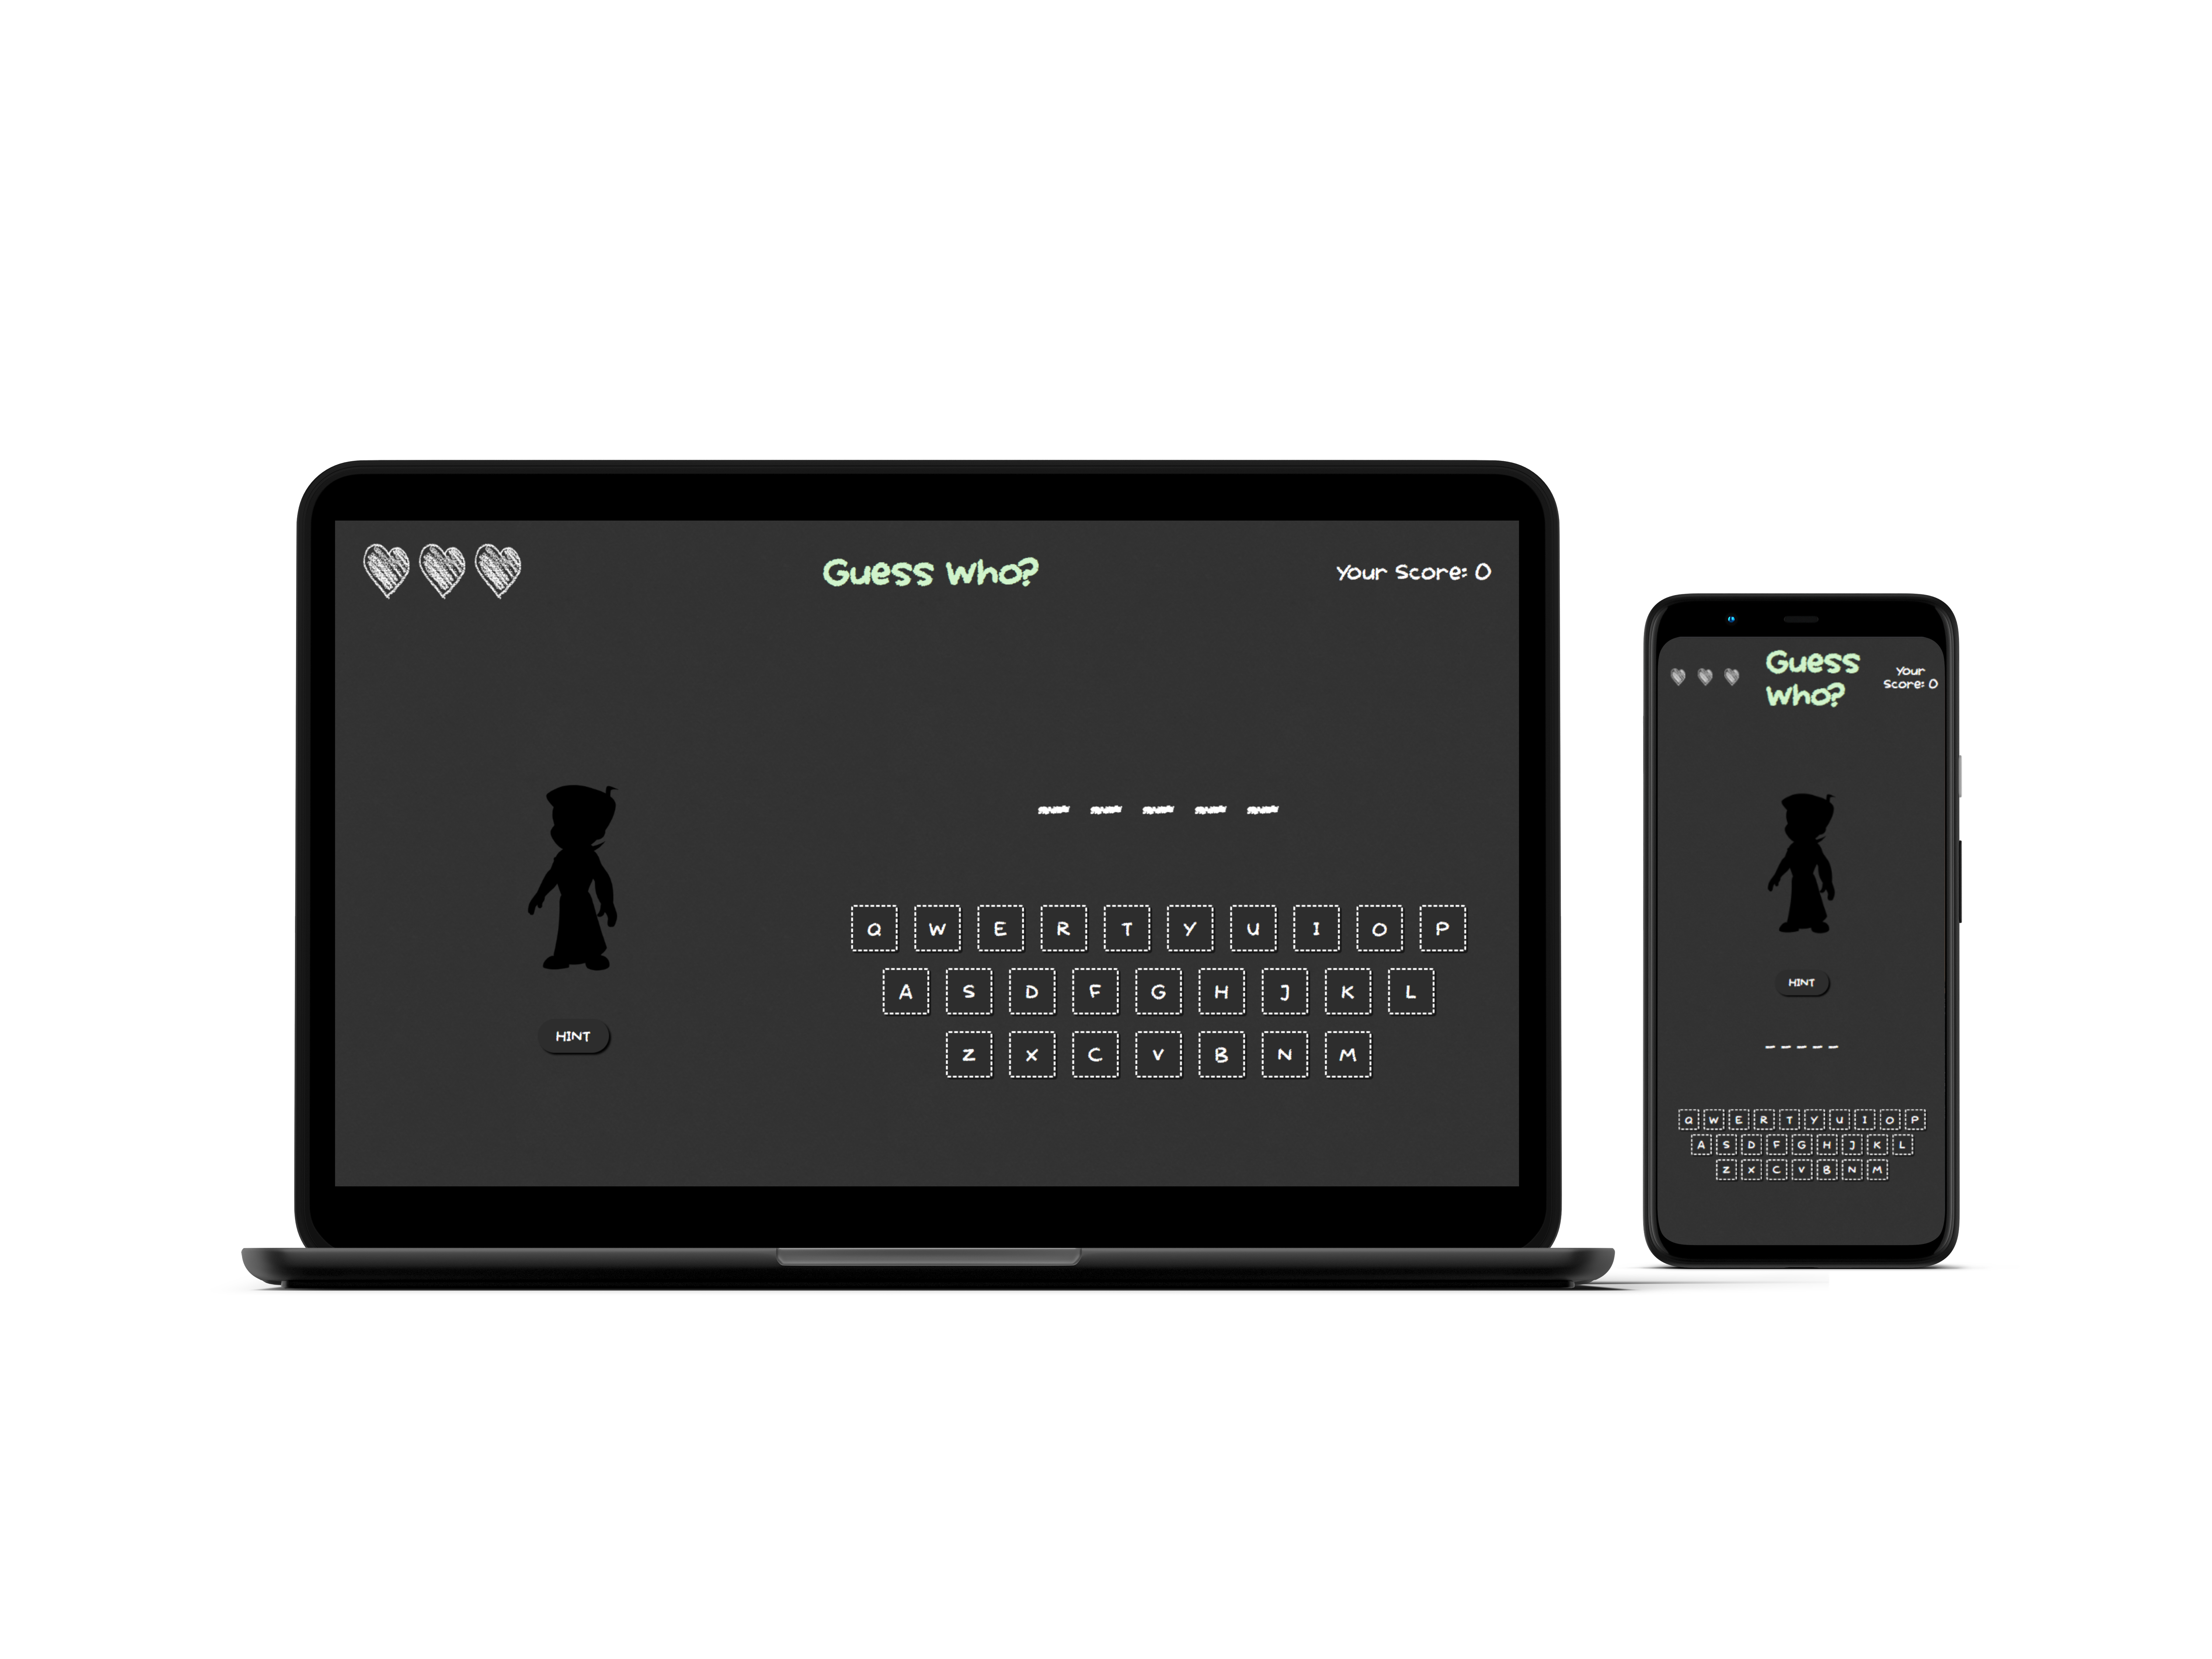 Guess Who?
Your Score: 0
_ _ _ _ _
Q W E R T Y U I O P
A S D F G H J K L
Z X C V B N M
HINT
Guess
Who?
Your
Score: 0
HINT
_ _ _ _ _
Q W E R T Y U I O P
A S D F G H J K L
Z X C V B N M